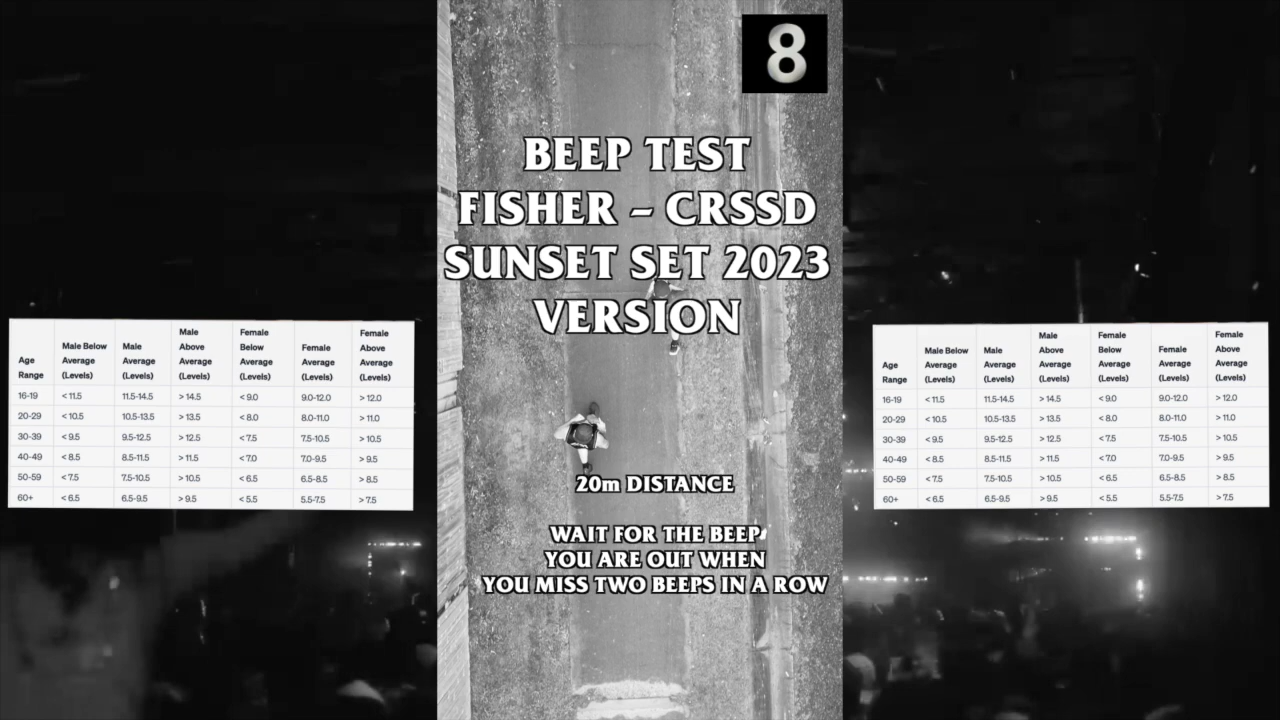 8
BEEP TEST
FISHER – CRSSD
SUNSET SET 2023
VERSION
20m DISTANCE
WAIT FOR THE BEEP
YOU ARE OUT WHEN
YOU MISS TWO BEEPS IN A ROW
Age Range Male Below Average (Levels) Male Average (Levels) Male Above Average (Levels) Female Below Average (Levels) Female Average (Levels) Female Above Average (Levels)
16-19 < 11.5 11.5-14.5 > 14.5 < 9.0 9.0-12.0 > 12.0
20-29 < 10.5 10.5-13.5 > 13.5 < 8.0 8.0-11.0 > 11.0
30-39 < 9.5 9.5-12.5 > 12.5 < 7.5 7.5-10.5 > 10.5
40-49 < 8.5 8.5-11.5 > 11.5 < 7.0 7.0-9.5 > 9.5
50-59 < 7.5 7.5-10.5 > 10.5 < 6.5 6.5-8.5 > 8.5
60+ < 6.5 6.5-9.5 > 9.5 < 5.5 5.5-7.5 > 7.5
Age Range Male Below Average (Levels) Male Average (Levels) Male Above Average (Levels) Female Below Average (Levels) Female Average (Levels) Female Above Average (Levels)
16-19 < 11.5 11.5-14.5 > 14.5 < 9.0 9.0-12.0 > 12.0
20-29 < 10.5 10.5-13.5 > 13.5 < 8.0 8.0-11.0 > 11.0
30-39 < 9.5 9.5-12.5 > 12.5 < 7.5 7.5-10.5 > 10.5
40-49 < 8.5 8.5-11.5 > 11.5 < 7.0 7.0-9.5 > 9.5
50-59 < 7.5 7.5-10.5 > 10.5 < 6.5 6.5-8.5 > 8.5
60+ < 6.5 6.5-9.5 > 9.5 < 5.5 5.5-7.5 > 7.5